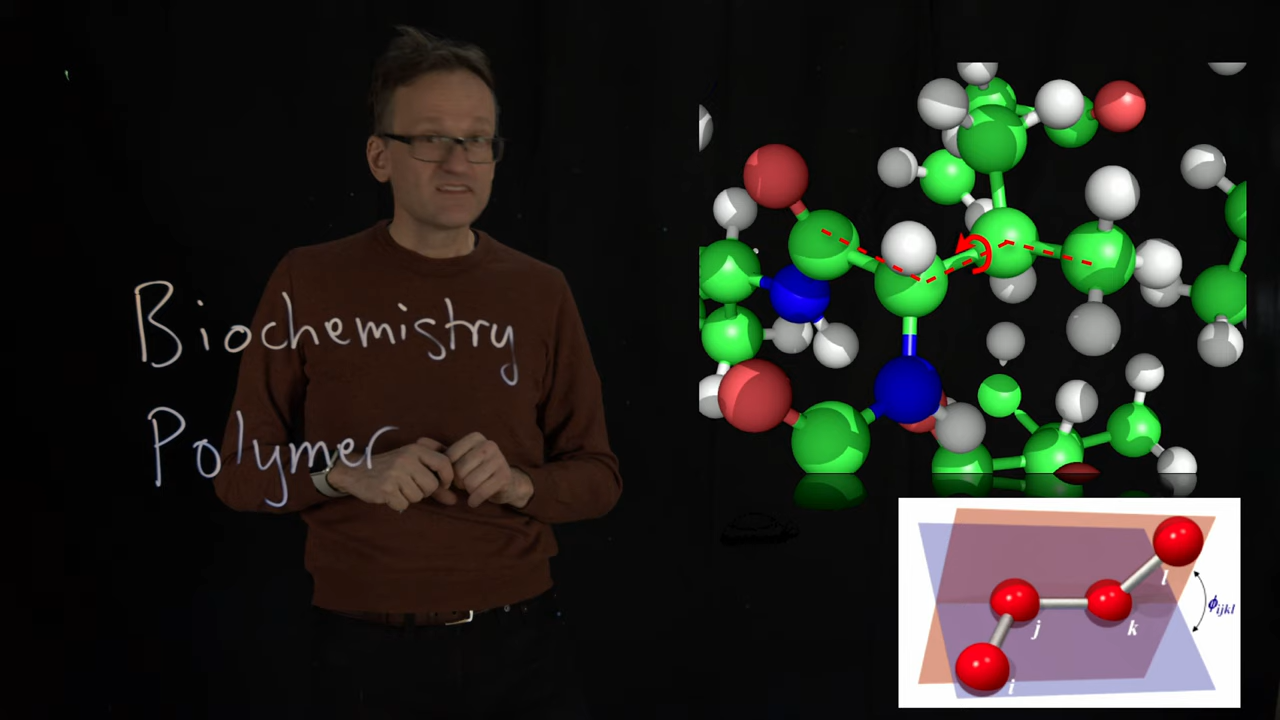 Biochemistry
Polymer
l
ϕijkl
j
k
i